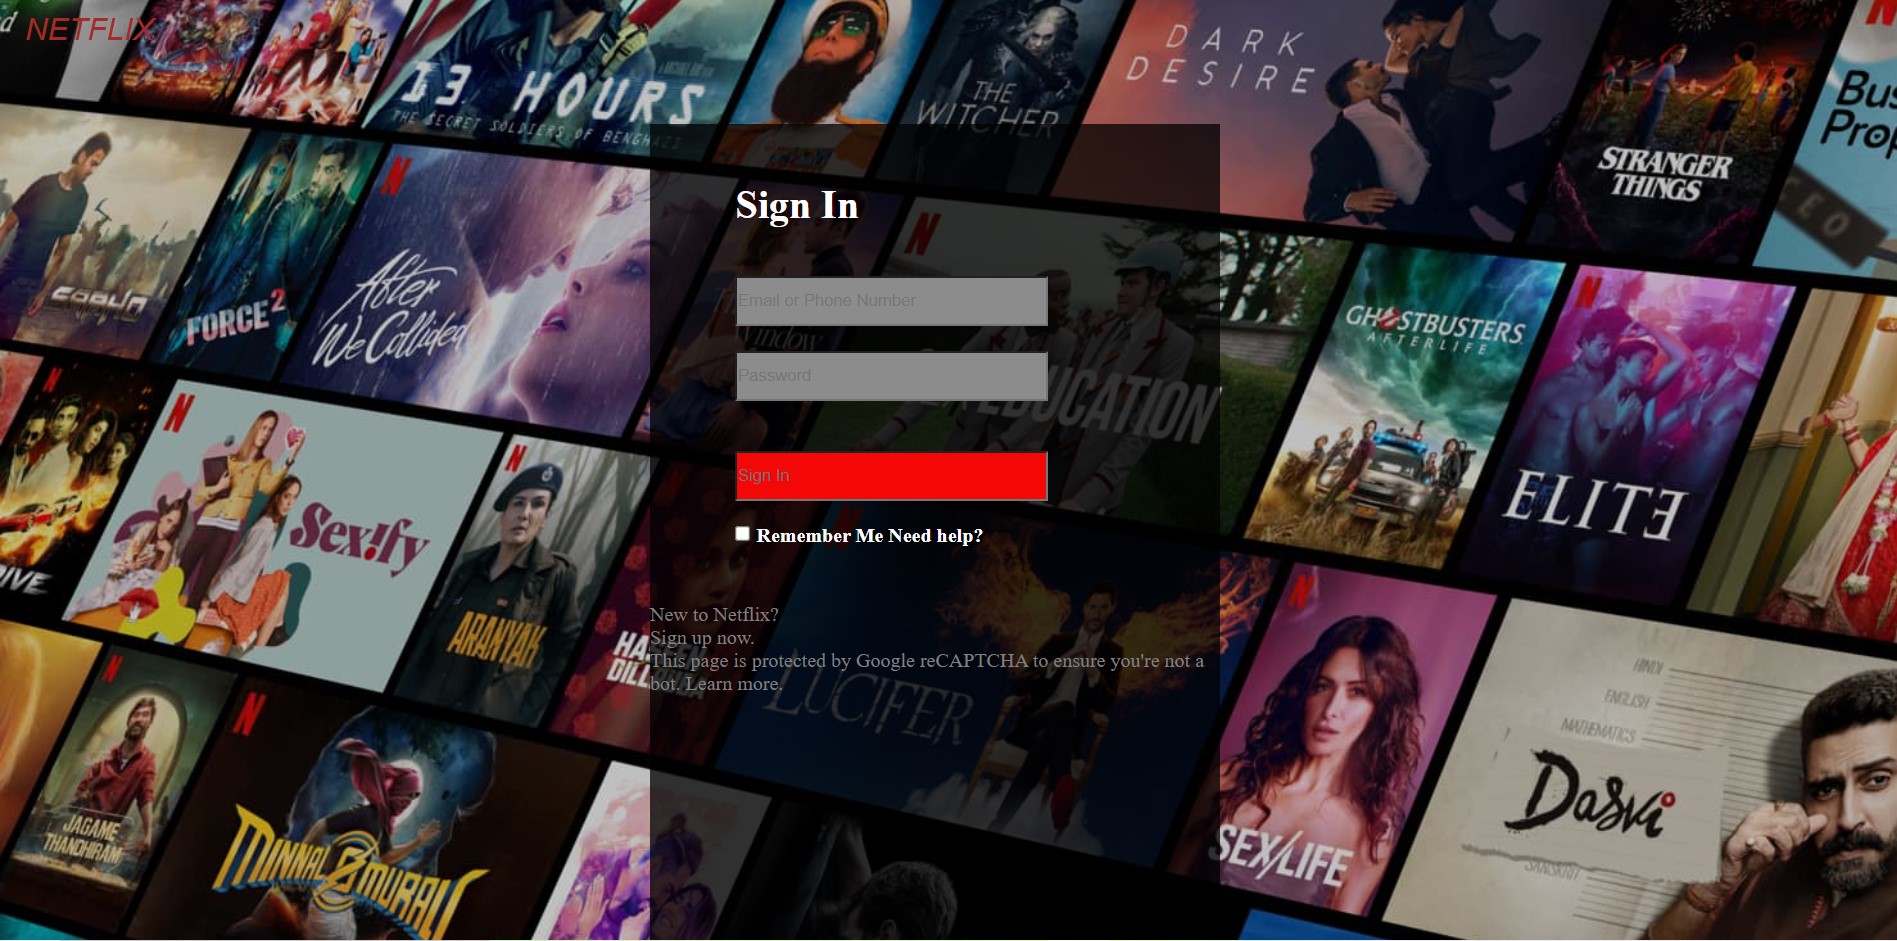 NETFLIX
13 HOURS
THE SECRET SOLDIERS OF BENGHAZI
THE
WITCHER
DARK
DESIRE
STRANGER
THINGS
CEO
FORCE 2
After
We Collided
Sign In
Email or Phone Number
Window
Password
EDUCATION
GHOSTBUSTERS
AFTERLIFE
ELITE
Sex!fy
ARANYAK
Sign In
Remember Me Need help?
New to Netflix?
Sign up now.
This page is protected by Google reCAPTCHA to ensure you're not a
bot. Learn more.
LUCIFER
HINDI
ENGLISH
MATHEMATICS
Dasvi
SANSKRIT
JAGAME
THANDHIRAM
MINNAL MURALI
SEX/LIFE